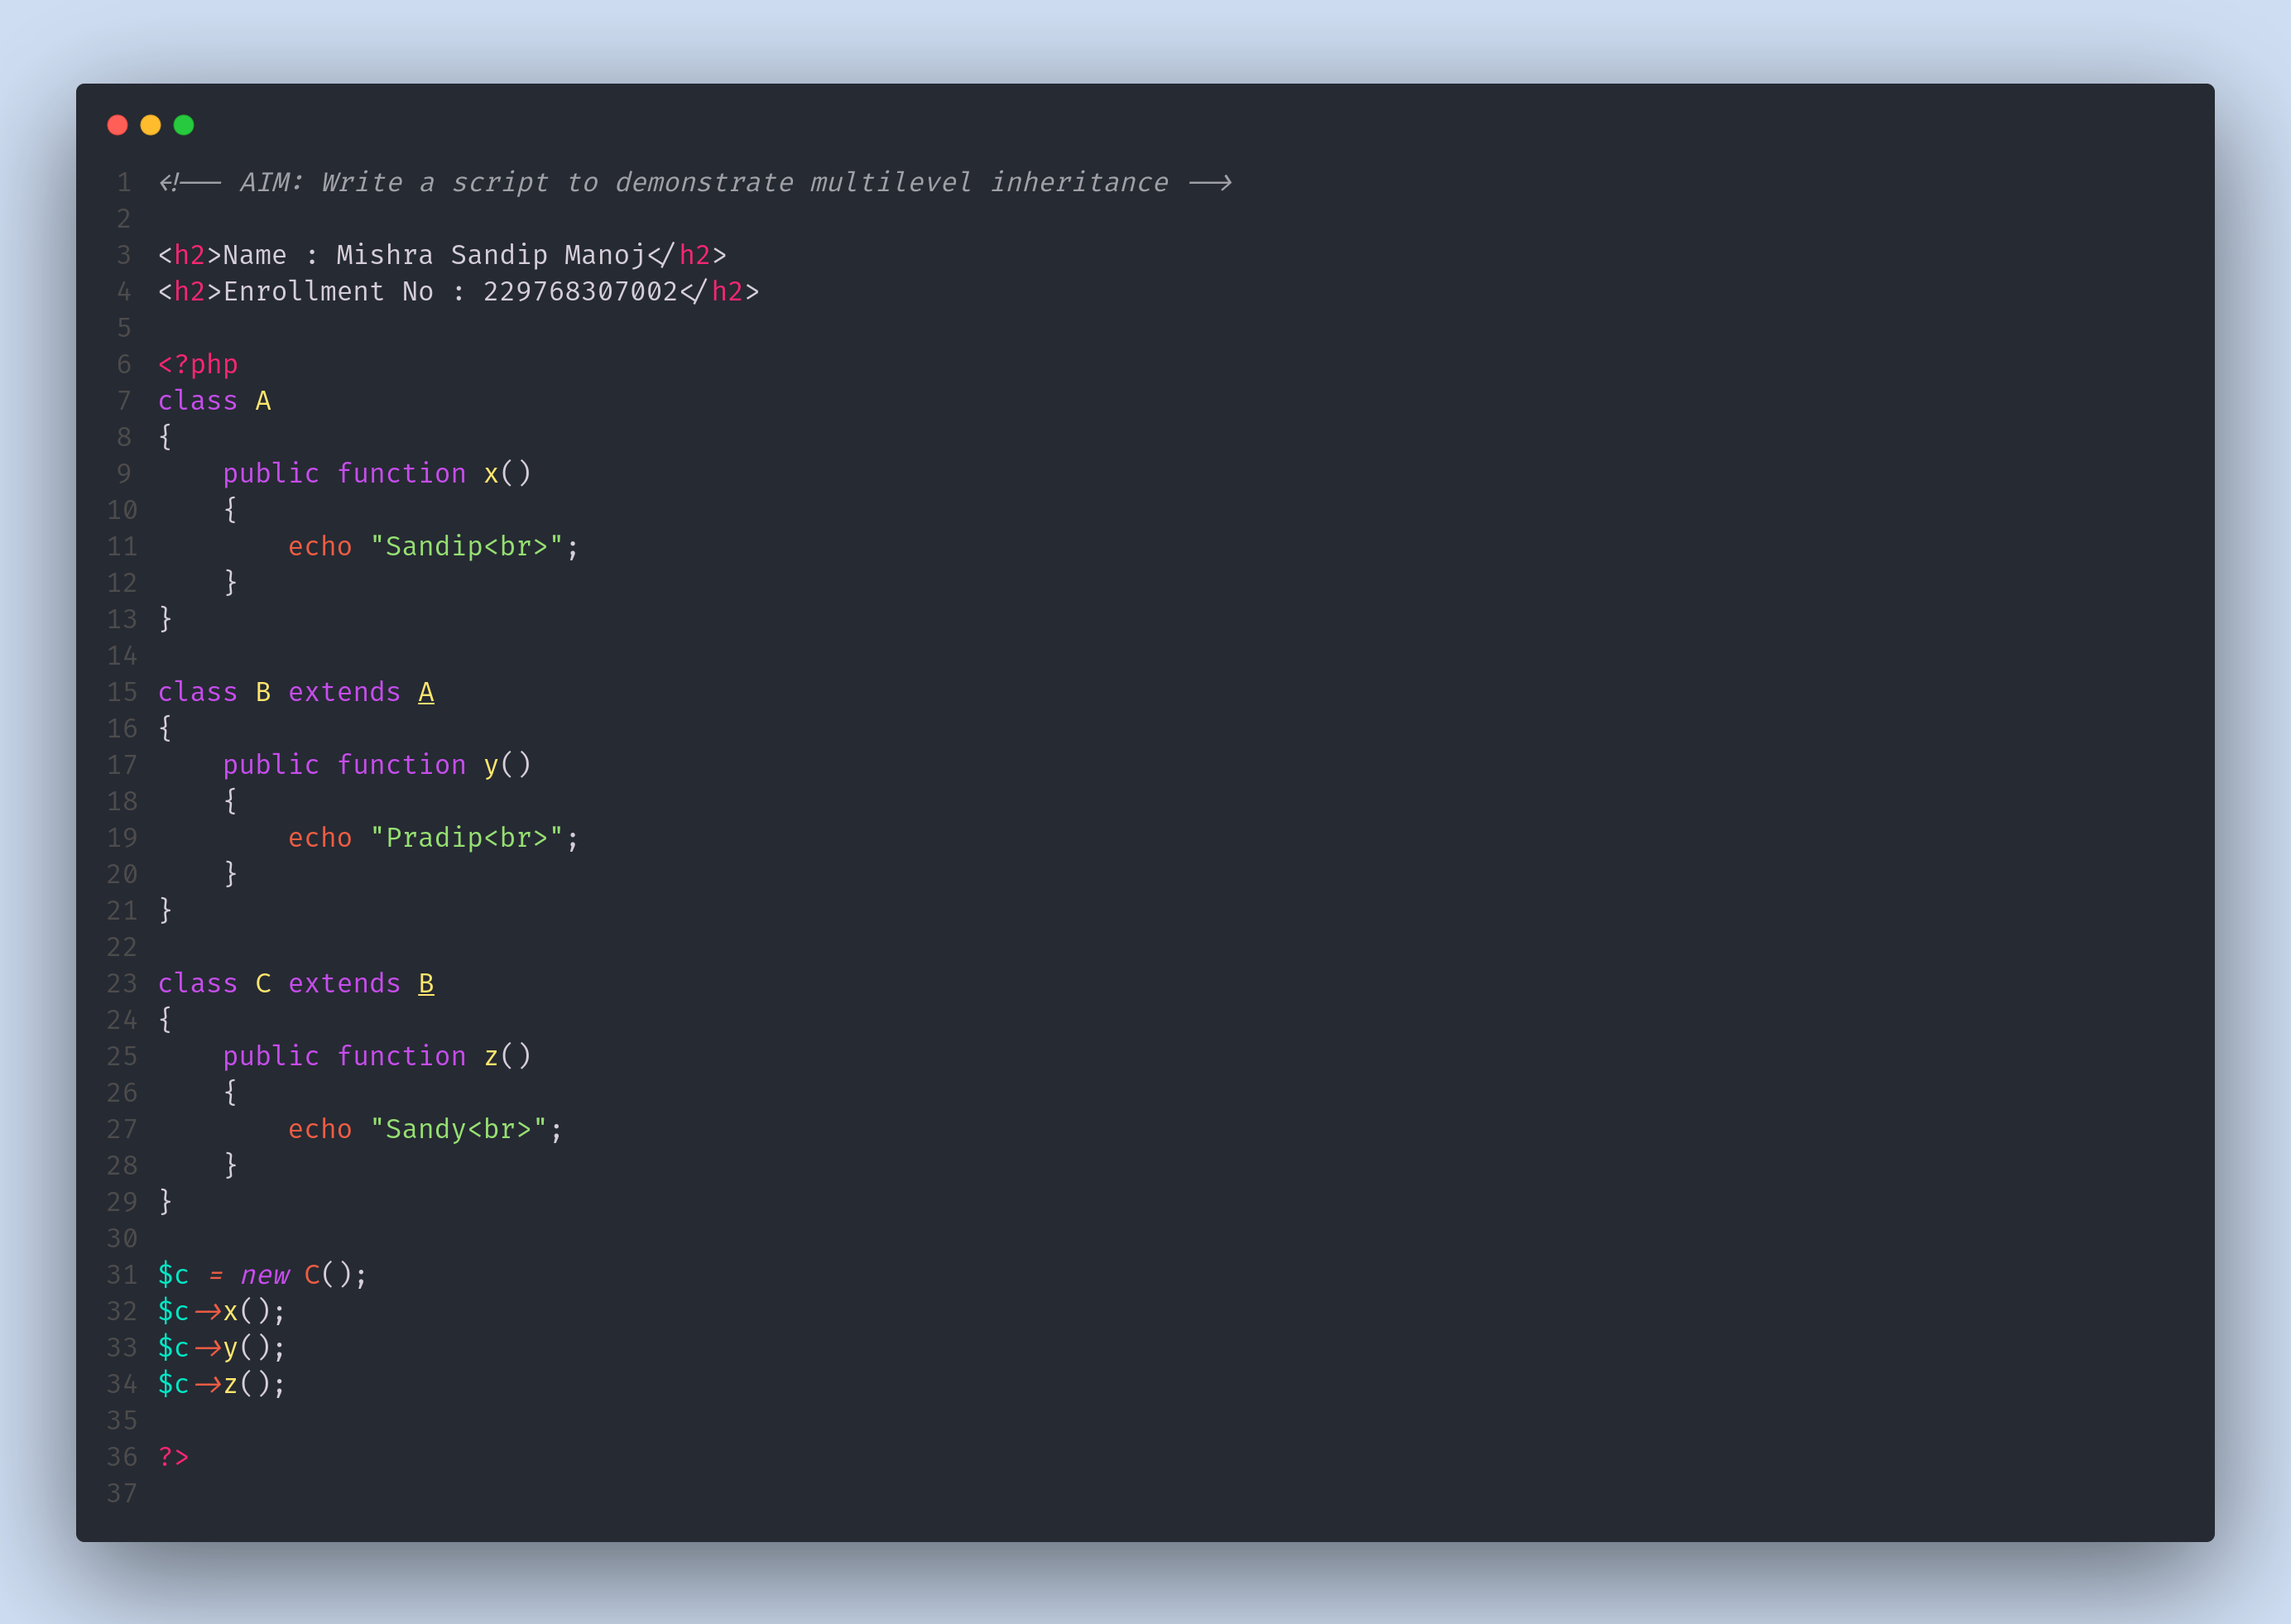 1 <!-- AIM: Write a script to demonstrate multilevel inheritance -->
2
3 <h2>Name : Mishra Sandip Manoj</h2>
4 <h2>Enrollment No : 229768307002</h2>
5
6 <?php
7 class A
8 {
9     public function x()
10     {
11         echo "Sandip<br>";
12     }
13 }
14
15 class B extends A
16 {
17     public function y()
18     {
19         echo "Pradip<br>";
20     }
21 }
22
23 class C extends B
24 {
25     public function z()
26     {
27         echo "Sandy<br>";
28     }
29 }
30
31 $c = new C();
32 $c->x();
33 $c->y();
34 $c->z();
35
36 ?>
37